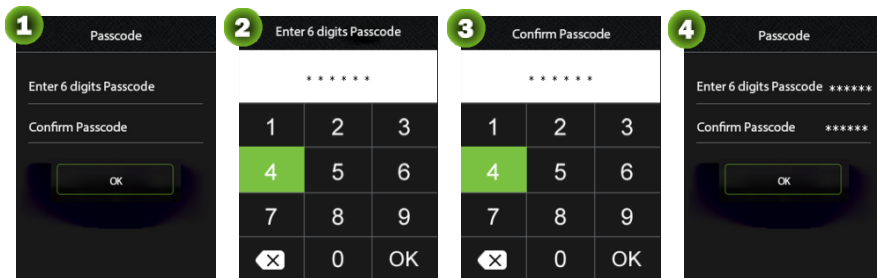 1
Passcode
Enter 6 digits Passcode
Confirm Passcode
OK
2
Enter 6 digits Passcode
******
1 2 3
4 5 6
7 8 9
0 OK
3
Confirm Passcode
******
1 2 3
4 5 6
7 8 9
0 OK
4
Passcode
Enter 6 digits Passcode ******
Confirm Passcode ******
OK